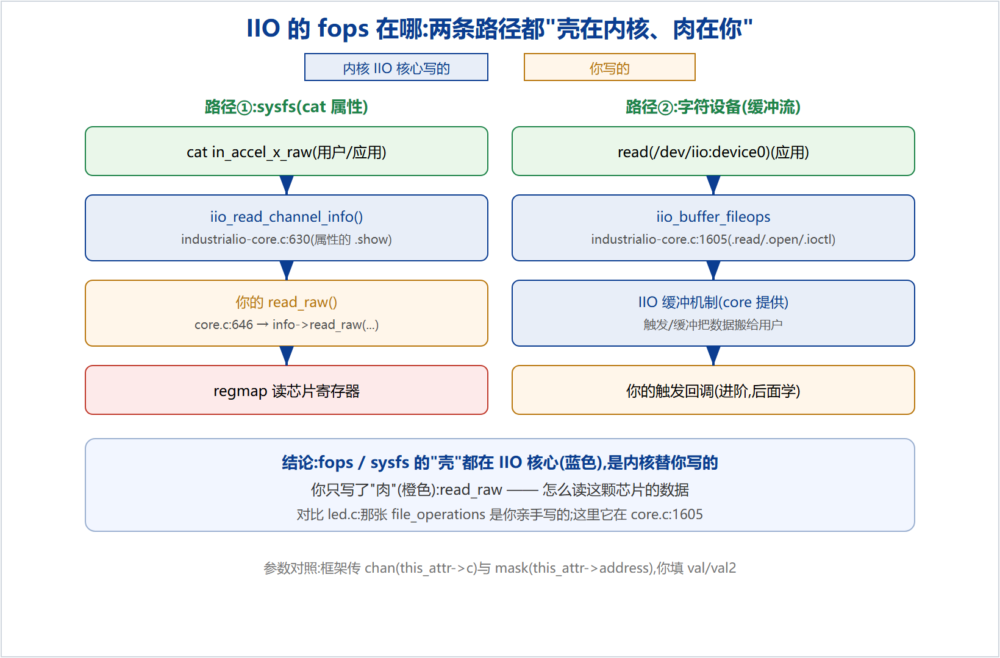 IIO 的 fops 在哪:两条路径都"壳在内核、肉在你"
内核 IIO 核心写的
你写的
路径①:sysfs(cat 属性)
cat in_accel_x_raw(用户/应用)
iio_read_channel_info()
industrialio-core.c:630(属性的 .show)
你的 read_raw()
core.c:646 → info->read_raw(...)
regmap 读芯片寄存器
路径②:字符设备(缓冲流)
read(/dev/iio:device0)(应用)
iio_buffer_fileops
industrialio-core.c:1605(.read/.open/.ioctl)
IIO 缓冲机制(core 提供)
触发/缓冲把数据搬给用户
你的触发回调(进阶,后面学)
结论:fops / sysfs 的"壳"都在 IIO 核心(蓝色),是内核替你写的
你只写了"肉"(橙色):read_raw —— 怎么读这颗芯片的数据
对比 led.c:那张 file_operations 是你亲手写的;这里它在 core.c:1605
参数对照:框架传 chan(this_attr->c)与 mask(this_attr->address),你填 val/val2